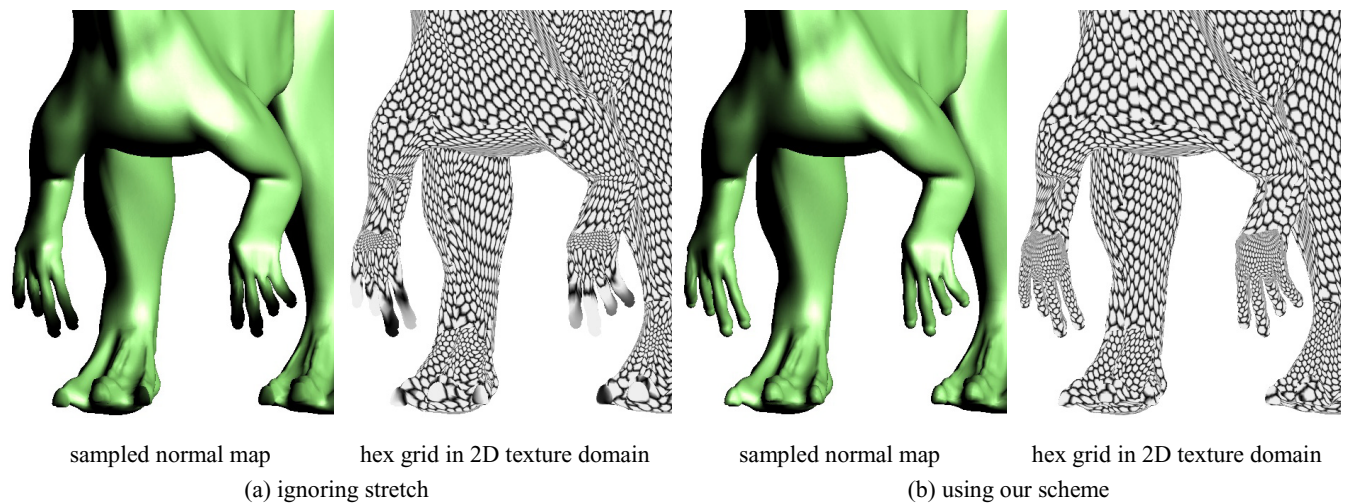 sampled normal map
hex grid in 2D texture domain
sampled normal map
hex grid in 2D texture domain
(a) ignoring stretch
(b) using our scheme